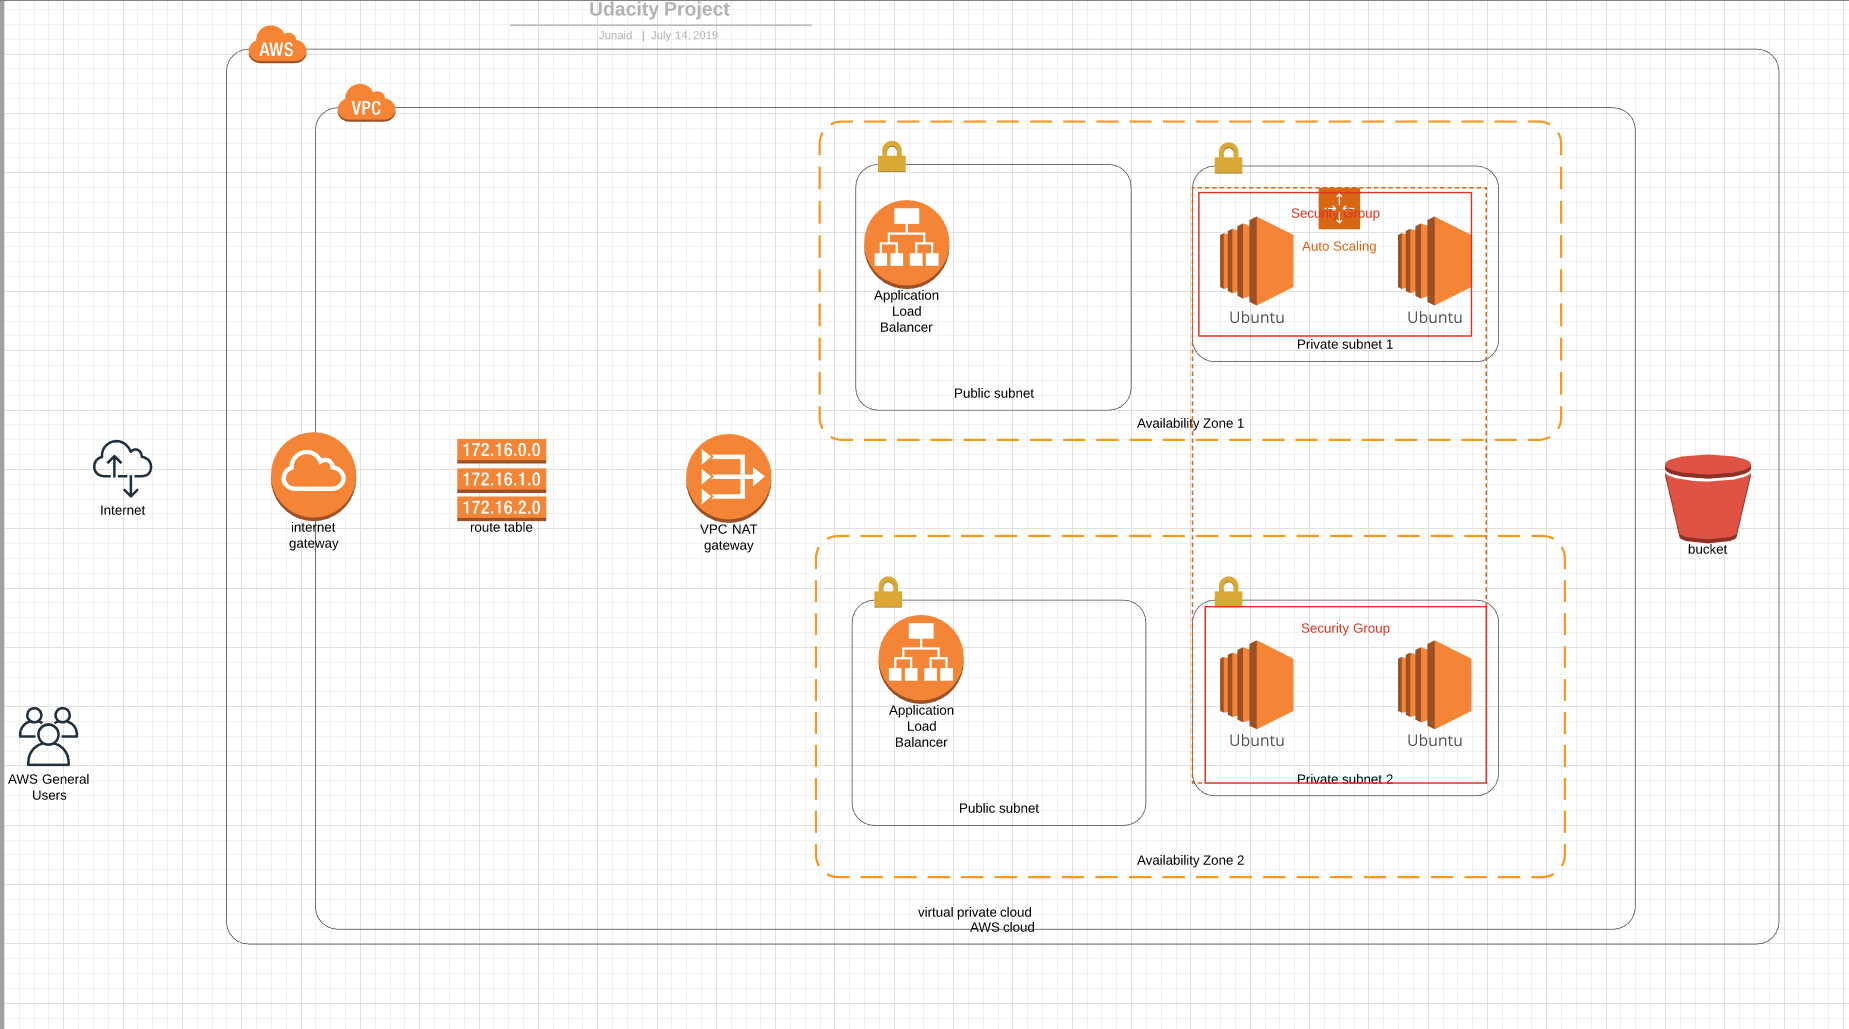 Udacity Project
Junaid | July 14, 2019
AWS
VPC
Security Group
Auto Scaling
Application
Load
Balancer
Ubuntu
Ubuntu
Private subnet 1
Public subnet
Availability Zone 1
172.16.0.0
172.16.1.0
172.16.2.0
Internet
internet
gateway
route table
VPC NAT
gateway
bucket
Security Group
Application
Load
Balancer
Ubuntu
Ubuntu
AWS General
Users
Private subnet 2
Public subnet
Availability Zone 2
virtual private cloud
AWS cloud